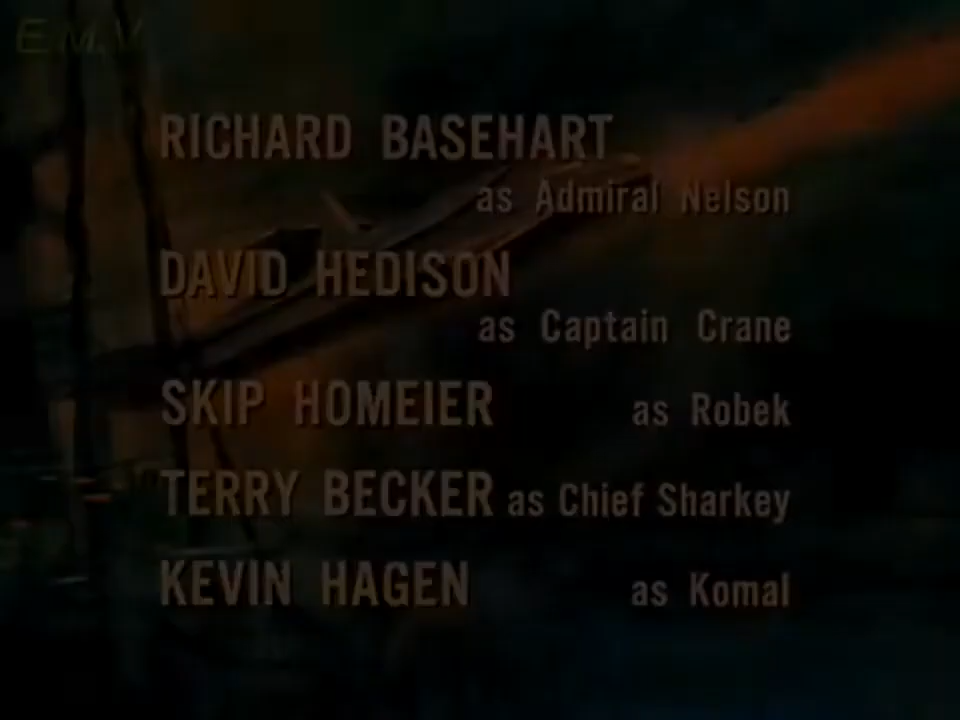 E.M.V
RICHARD BASEHART
as Admiral Nelson
DAVID HEDISON
as Captain Crane
SKIP HOMEIER as Robek
TERRY BECKER as Chief Sharkey
KEVIN HAGEN as Komal